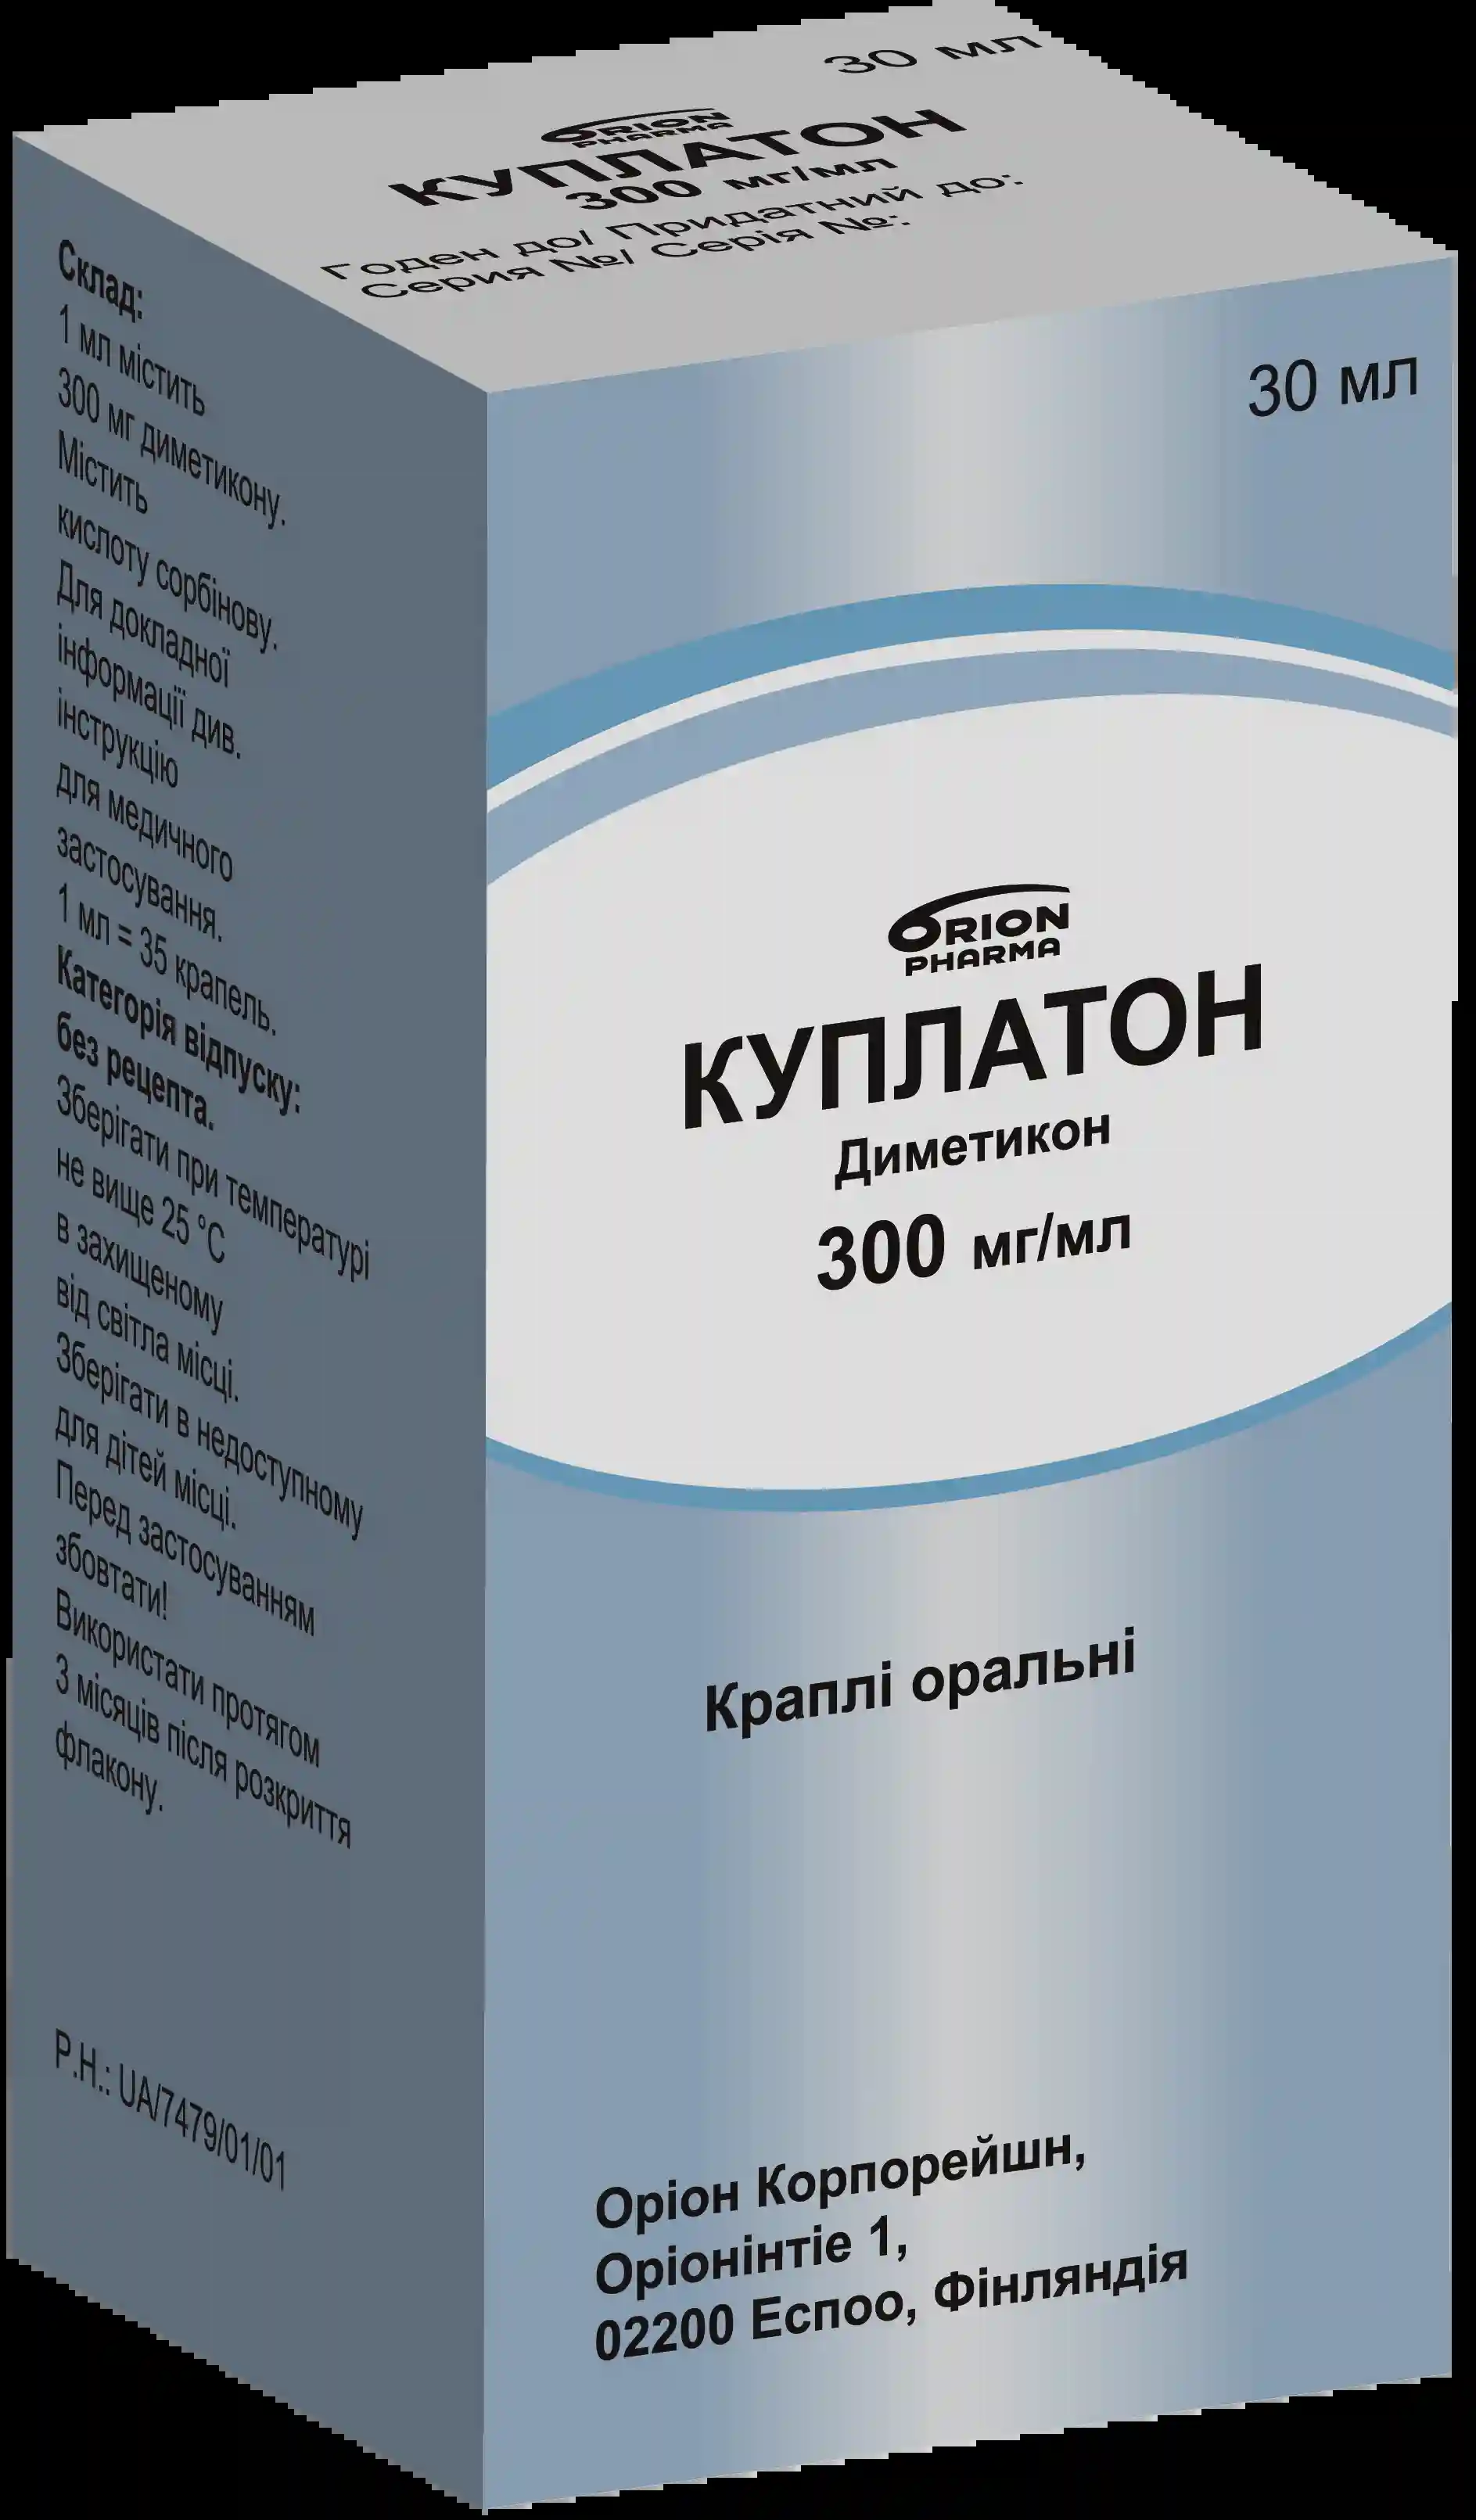 30 мл
ORION
PHARMA
КУПЛАТОН
300 мг/мл
Годен до/ Придатний до:
Серия №/ Серія №:
Склад:
1 мл містить
300 мг диметикону.
Містить
кислоту сорбінову.
Для докладної
інформації див.
інструкцію
для медичного
застосування.
1 мл = 35 крапель.
Категорія відпуску:
без рецепта.
Зберігати при температурі
не вище 25 °C
в захищеному
від світла місці.
Зберігати в недоступному
для дітей місці.
Перед застосуванням
збовтати!
Використати протягом
3 місяців після розкриття
флакону.
Р.Н.: UA/7479/01/01
30 мл
ORION
PHARMA
КУПЛАТОН
Диметикон
300 мг/мл
Краплі оральні
Оріон Корпорейшн,
Оріонінтіе 1,
02200 Еспоо, Фінляндія